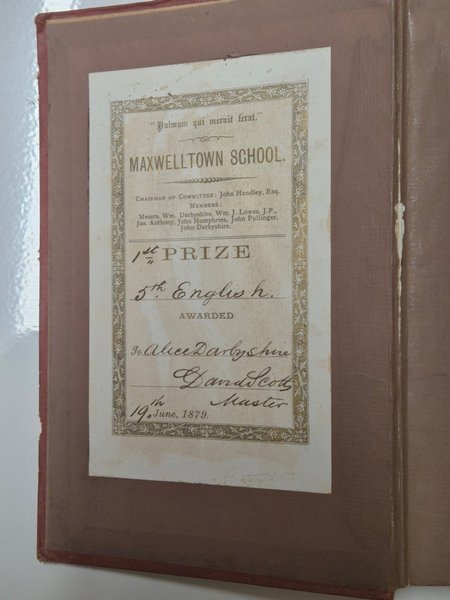 "Palmam qui meruit ferat."
MAXWELLTOWN SCHOOL.
CHAIRMAN OF COMMITTEE: John Handley, Esq.
MEMBERS:
Messrs. Wm. Darbyshire, Wm. J. Lowes, J.P.,
Jas. Anthony, John Humphries, John Pullinger,
John Darbyshire.
1st PRIZE
5th English.
AWARDED
To Alice Darbyshire
David Scott
Master
19th June, 1879.